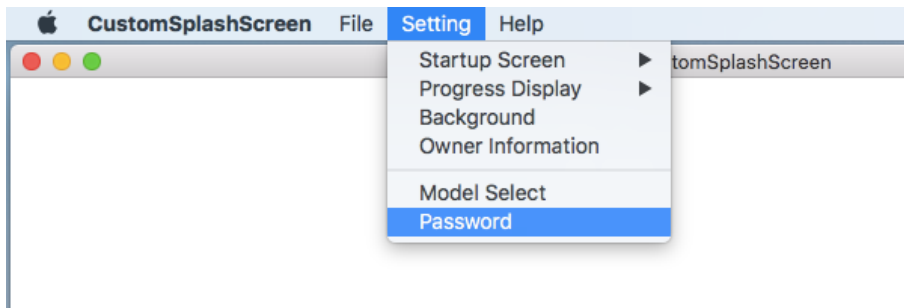 CustomSplashScreen File Setting Help
tomSplashScreen
Startup Screen
Progress Display
Background
Owner Information
Model Select
Password